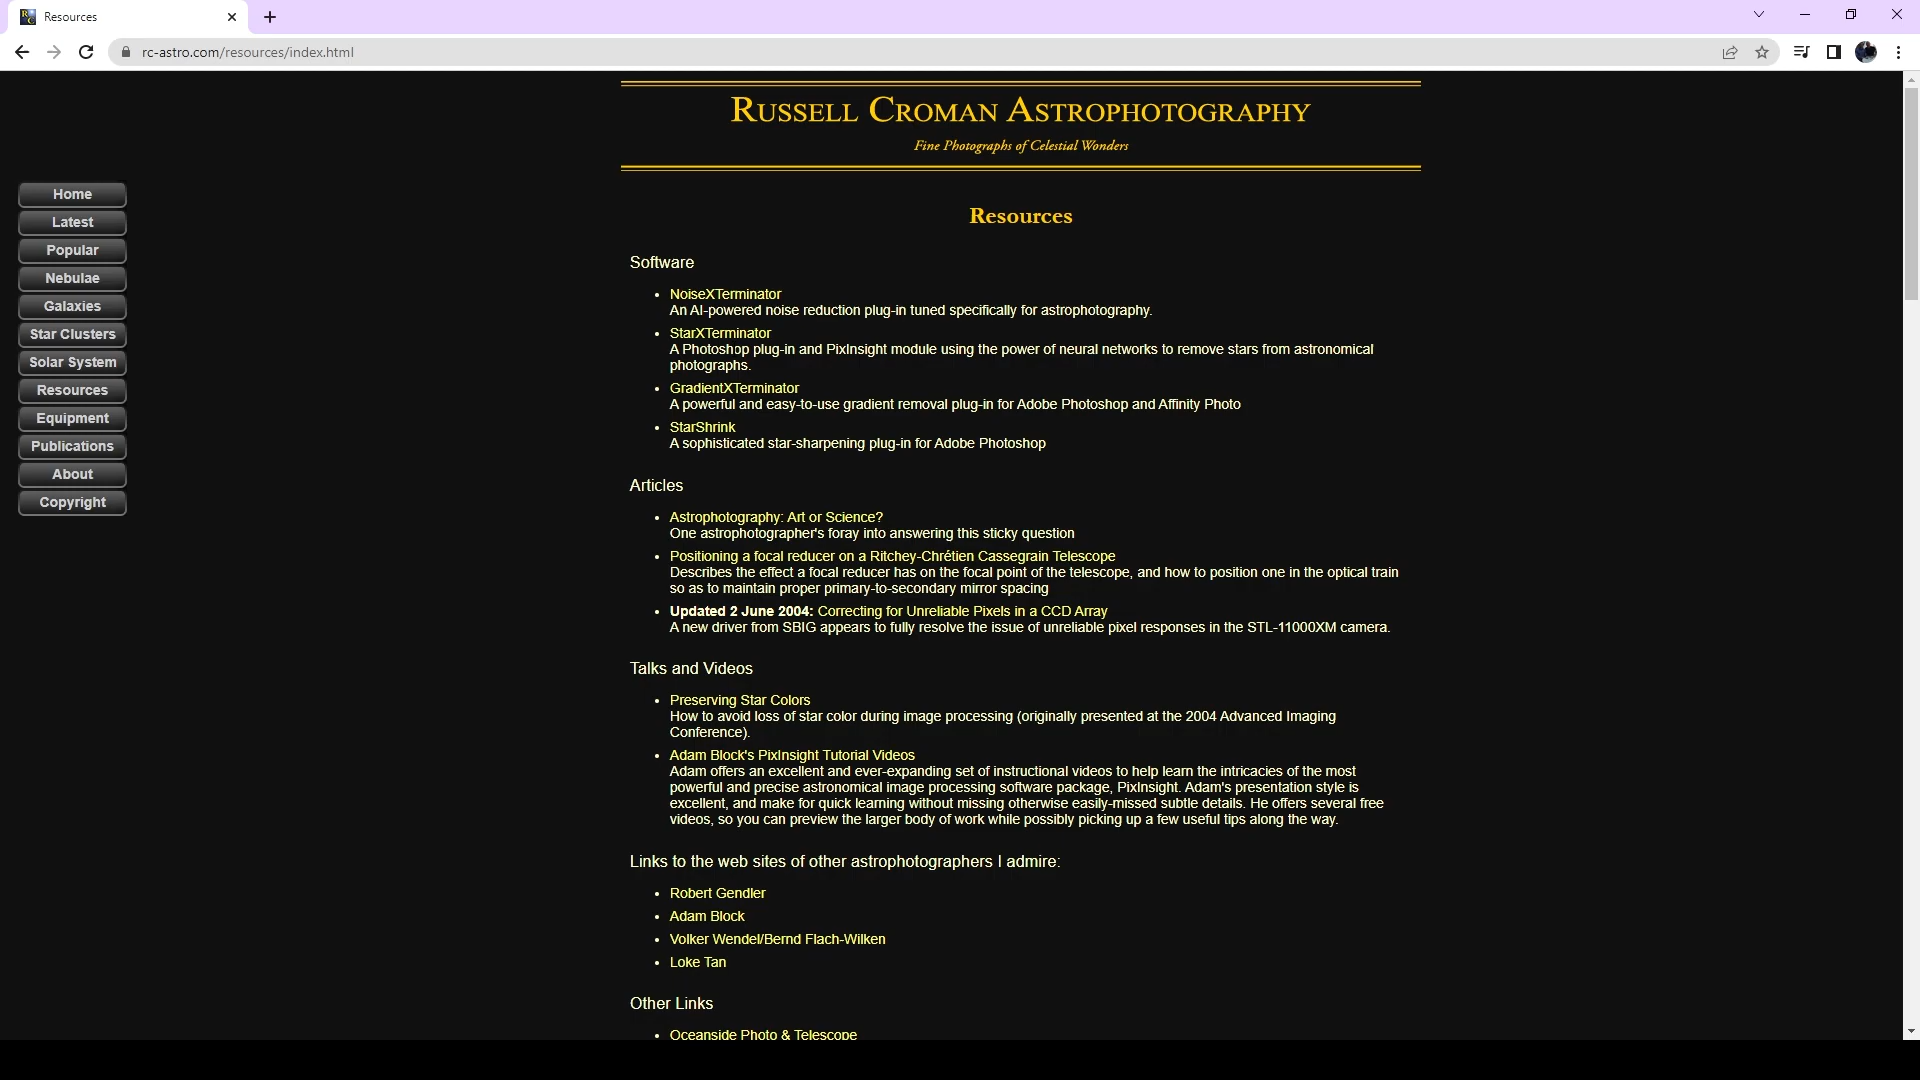 Resources
rc-astro.com/resources/index.html
Russell Croman Astrophotography
Fine Photographs of Celestial Wonders
Home
Latest
Popular
Nebulae
Galaxies
Star Clusters
Solar System
Resources
Equipment
Publications
About
Copyright
Resources
Software
NoiseXTerminator
An AI-powered noise reduction plug-in tuned specifically for astrophotography.
StarXTerminator
A Photoshop plug-in and PixInsight module using the power of neural networks to remove stars from astronomical
photographs.
GradientXTerminator
A powerful and easy-to-use gradient removal plug-in for Adobe Photoshop and Affinity Photo
StarShrink
A sophisticated star-sharpening plug-in for Adobe Photoshop
Articles
Astrophotography: Art or Science?
One astrophotographer's foray into answering this sticky question
Positioning a focal reducer on a Ritchey-Chrétien Cassegrain Telescope
Describes the effect a focal reducer has on the focal point of the telescope, and how to position one in the optical train
so as to maintain proper primary-to-secondary mirror spacing
Updated 2 June 2004: Correcting for Unreliable Pixels in a CCD Array
A new driver from SBIG appears to fully resolve the issue of unreliable pixel responses in the STL-11000XM camera.
Talks and Videos
Preserving Star Colors
How to avoid loss of star color during image processing (originally presented at the 2004 Advanced Imaging
Conference).
Adam Block's PixInsight Tutorial Videos
Adam offers an excellent and ever-expanding set of instructional videos to help learn the intricacies of the most
powerful and precise astronomical image processing software package, PixInsight. Adam's presentation style is
excellent, and make for quick learning without missing otherwise easily-missed subtle details. He offers several free
videos, so you can preview the larger body of work while possibly picking up a few useful tips along the way.
Links to the web sites of other astrophotographers I admire:
Robert Gendler
Adam Block
Volker Wendel/Bernd Flach-Wilken
Loke Tan
Other Links
Oceanside Photo & Telescope